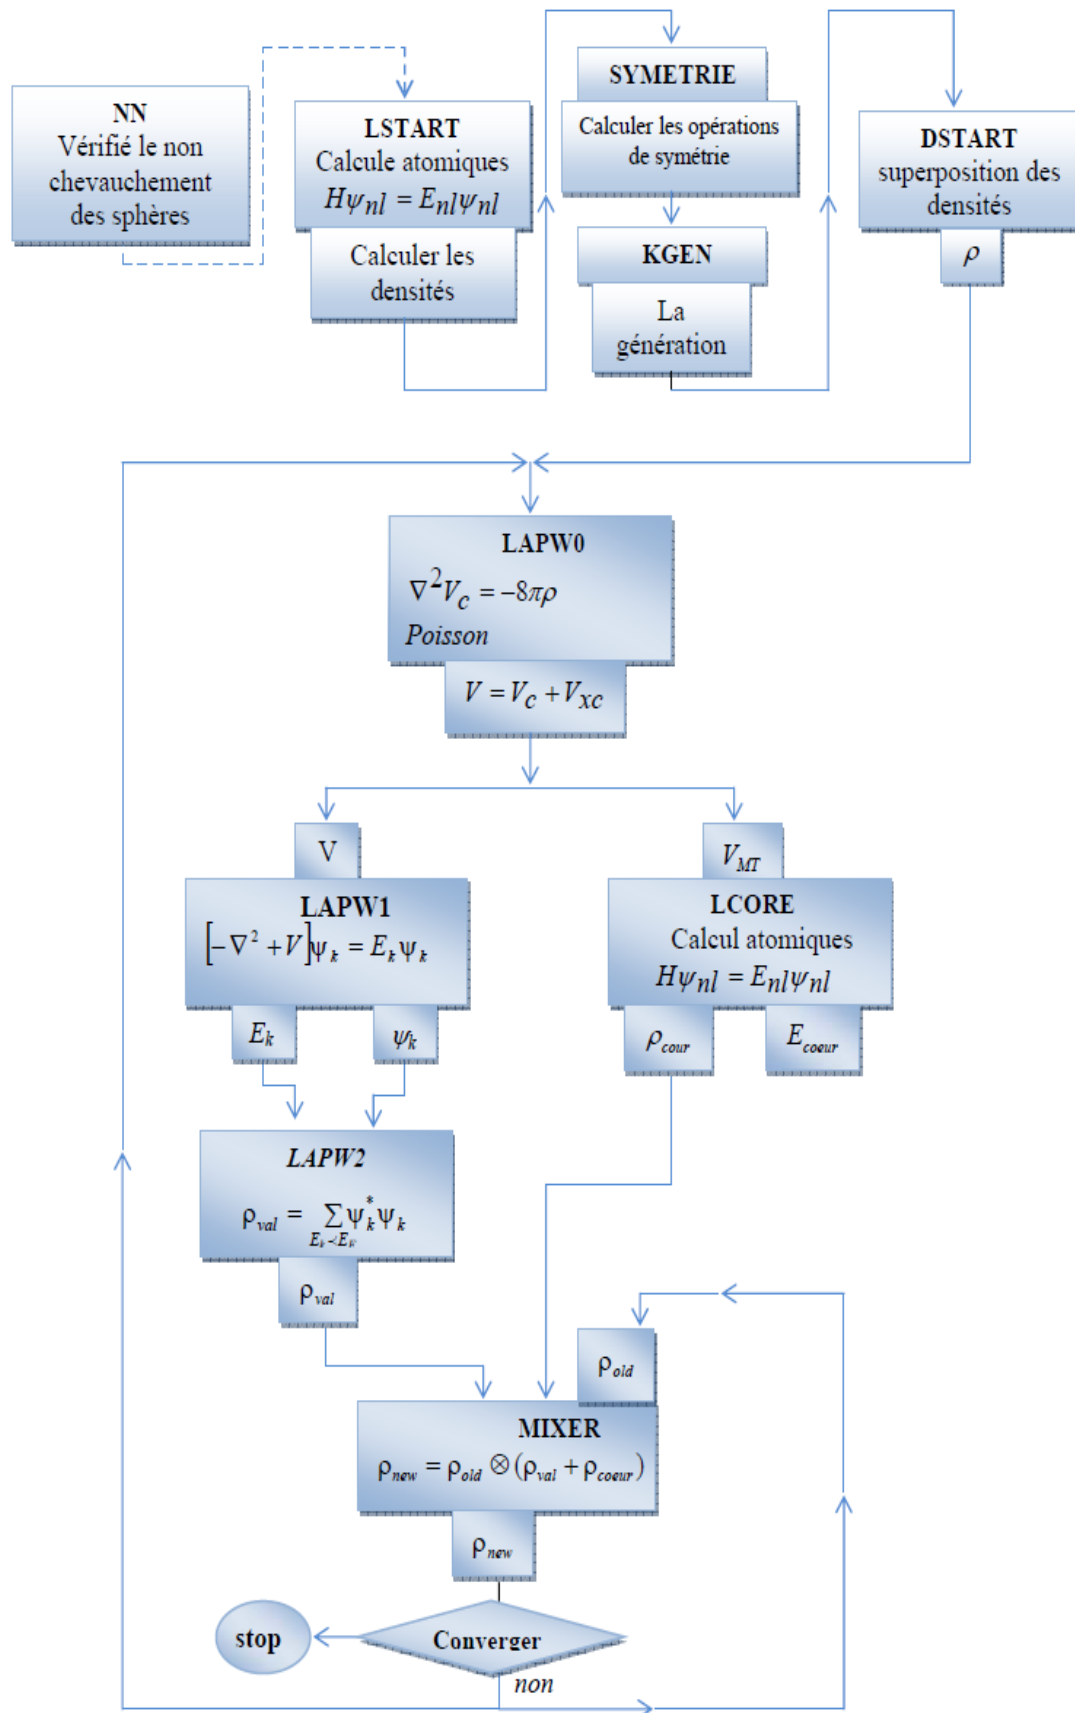 NN
Vérifié le non
chevauchement
des sphères
LSTART
Calcule atomiques
Hψnl = Enlψnl
Calculer les
densités
SYMETRIE
Calculer les opérations
de symétrie
KGEN
La
génération
DSTART
superposition des
densités
ρ
LAPW0
∇²Vc = −8πρ
Poisson
V = Vc + Vxc
V
LAPW1
[−∇² + V]ψk = Ekψk
Ek
ψk
VMT
LCORE
Calcul atomiques
Hψnl = Enlψnl
ρcour
Ecoeur
LAPW2
ρval = ∑ψk*ψk
ρval
ρold
MIXER
ρnew = ρold ⊗ (ρval + ρcoeur)
ρnew
Converger
stop
non